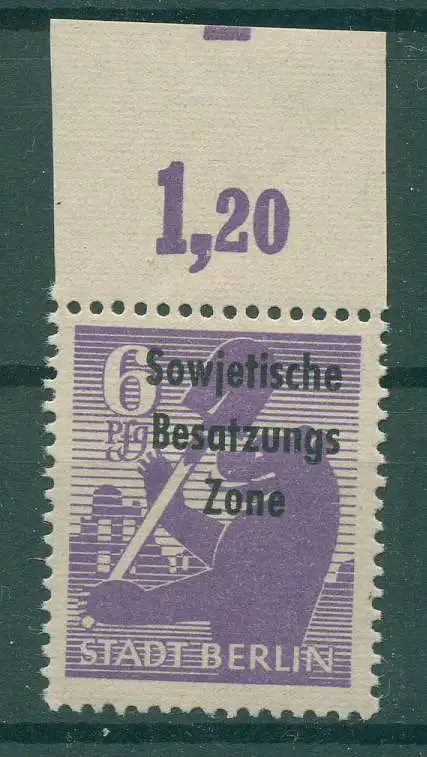 1,20
6 Sowjetische
Pfg Besatzungs
Zone
STADT BERLIN